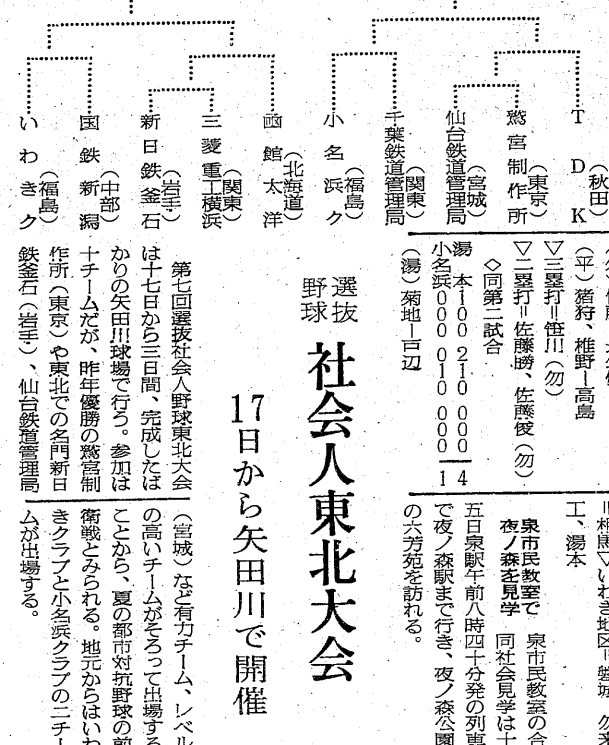 TDK（秋田）
鷲宮制作所（東京）
仙台鉄道管理局（宮城）
千葉鉄道管理局（関東）
小名浜ク（福島）
函館太洋（北海道）
三菱重工横浜（関東）
新日鉄釜石（岩手）
国鉄新潟（中部）
いわきク（福島）
（平）猪狩、椎野ー高島
▽三塁打＝笹川（勿）
▽二塁打＝佐藤勝、佐藤俊（勿）
◇同第二試合
湯本100 210 000 4
小名浜000 010 000 1
（湯）菊地ー戸辺
選抜
野球
社会人東北大会
17日から矢田川で開催
第七回選抜社会人野球東北大会
は十七日から三日間、完成したば
かりの矢田川球場で行う。参加は
十チームだが、昨年優勝の鷲宮制
作所（東京）や東北での名門新日
鉄釜石（岩手）、仙台鉄道管理局
（宮城）など有力チーム、レベル
の高いチームがそろって出場する
ことから、夏の都市対抗野球の前
衛戦とみられる。地元からはいわ
きクラブと小名浜クラブの二チー
ムが出場する。
工、湯本
泉市民教室で
夜ノ森を見学
泉市民教室の合
同社会見学は十
五日泉駅午前八時四十分発の列車
で夜ノ森駅まで行き、夜ノ森公園
の六芳苑を訪れる。